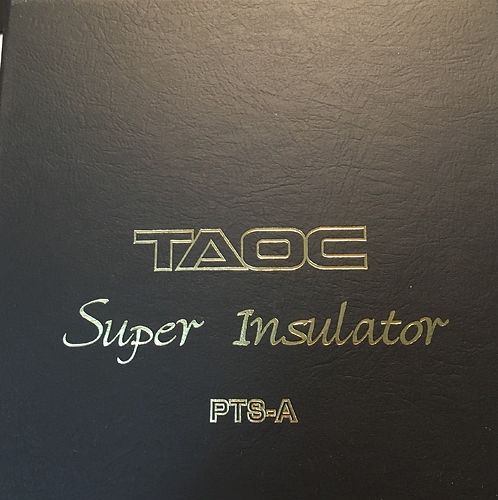 TAOC
Super Insulator
PTS-A